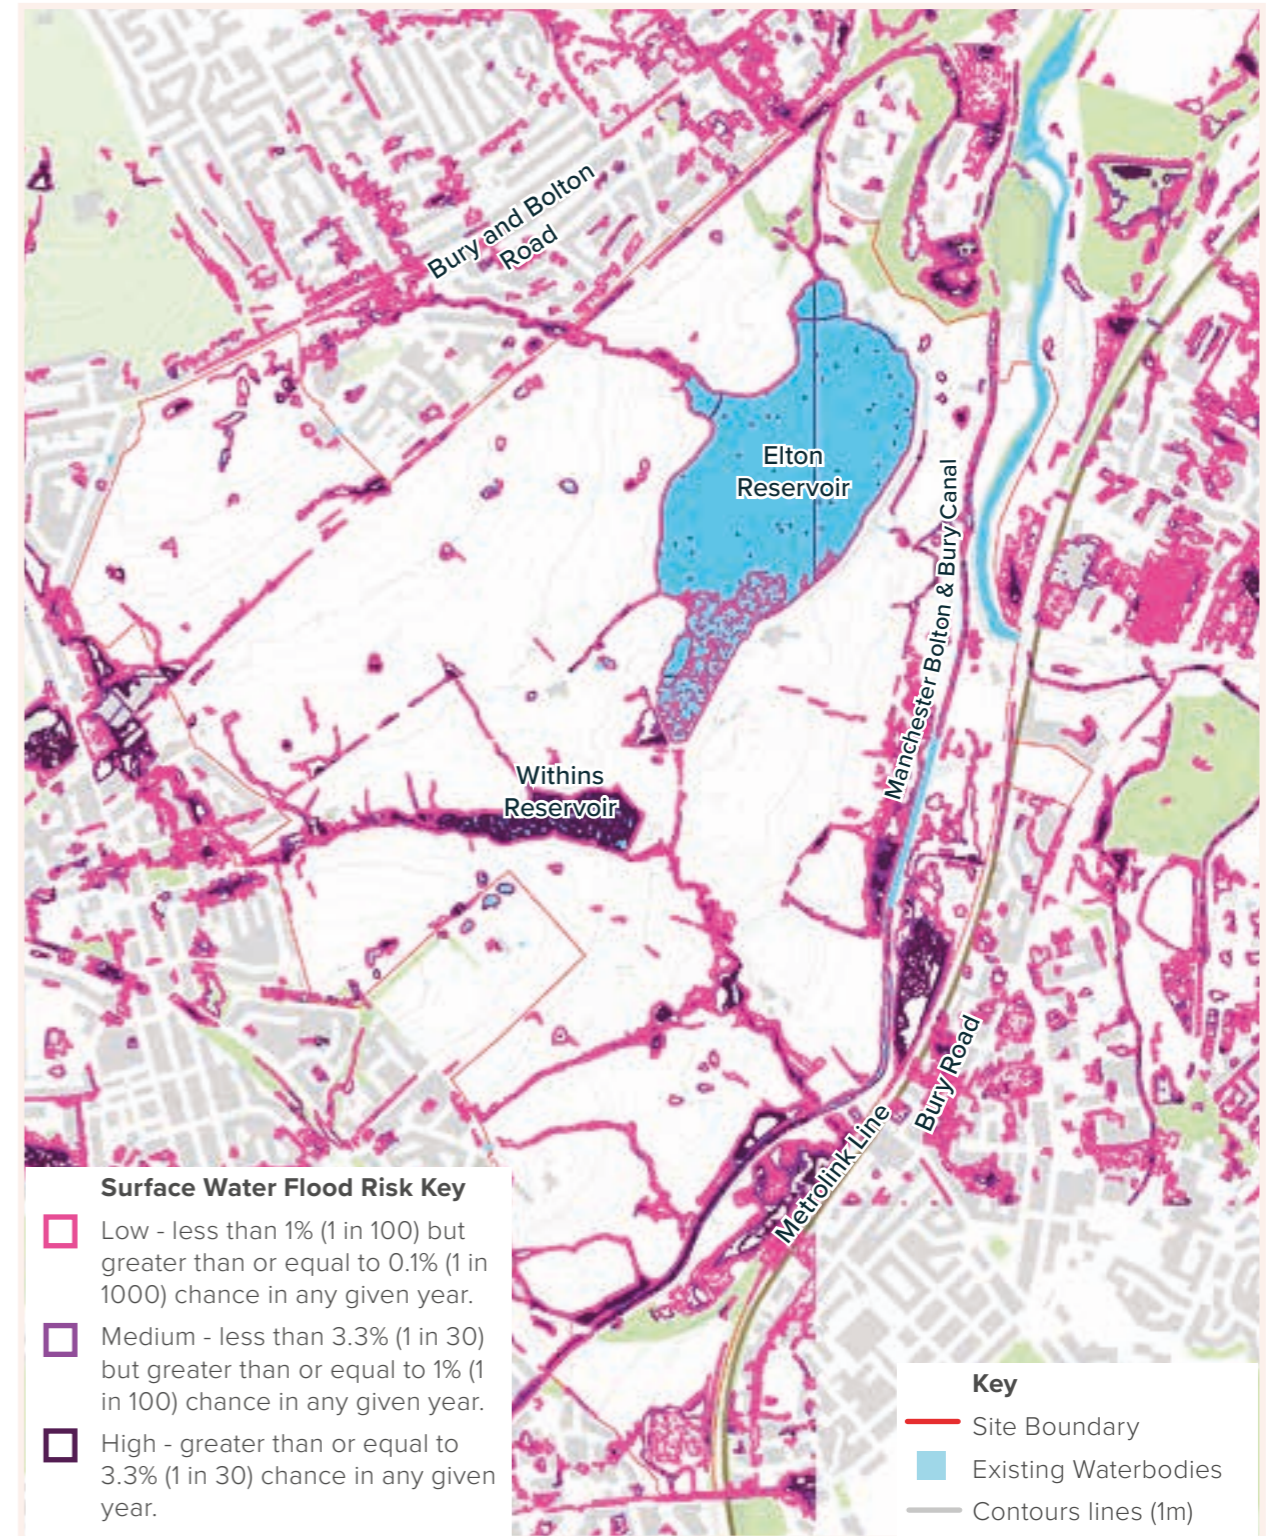 Bury and Bolton
Road
Elton
Reservoir
Manchester Bolton & Bury Canal
Withins
Reservoir
Bury Road
Metrolink Line
Surface Water Flood Risk Key
Low - less than 1% (1 in 100) but
greater than or equal to 0.1% (1 in
1000) chance in any given year.
Medium - less than 3.3% (1 in 30)
but greater than or equal to 1% (1
in 100) chance in any given year.
High - greater than or equal to
3.3% (1 in 30) chance in any given
year.
Key
Site Boundary
Existing Waterbodies
Contours lines (1m)